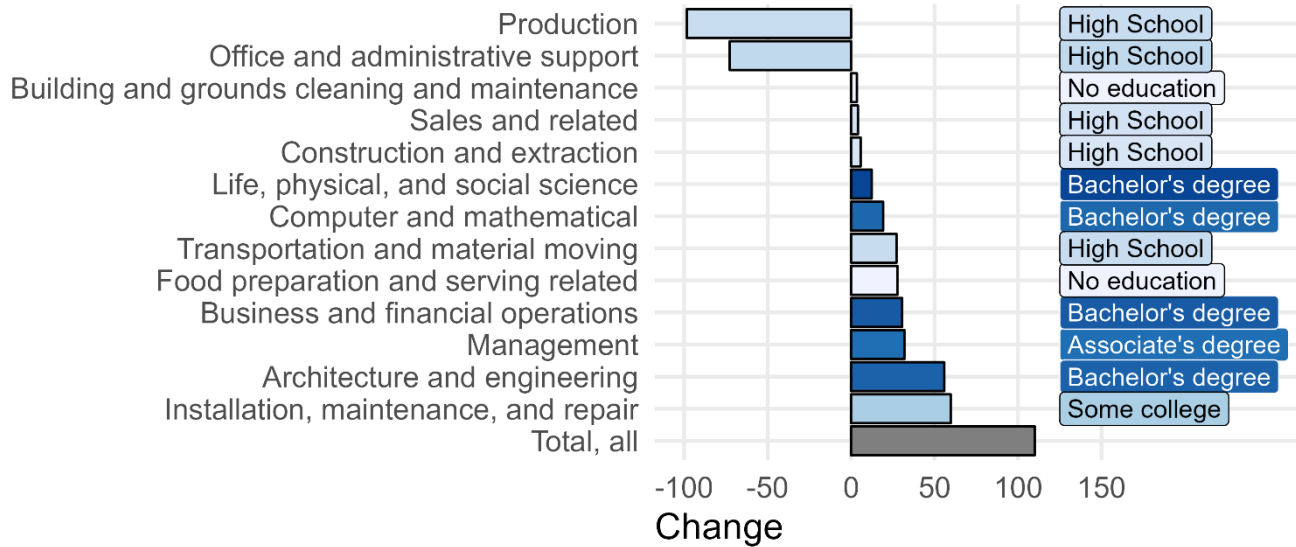 Production High School
Office and administrative support High School
Building and grounds cleaning and maintenance No education
Sales and related High School
Construction and extraction High School
Life, physical, and social science Bachelor's degree
Computer and mathematical Bachelor's degree
Transportation and material moving High School
Food preparation and serving related No education
Business and financial operations Bachelor's degree
Management Associate's degree
Architecture and engineering Bachelor's degree
Installation, maintenance, and repair Some college
Total, all
-100 -50 0 50 100 150
Change